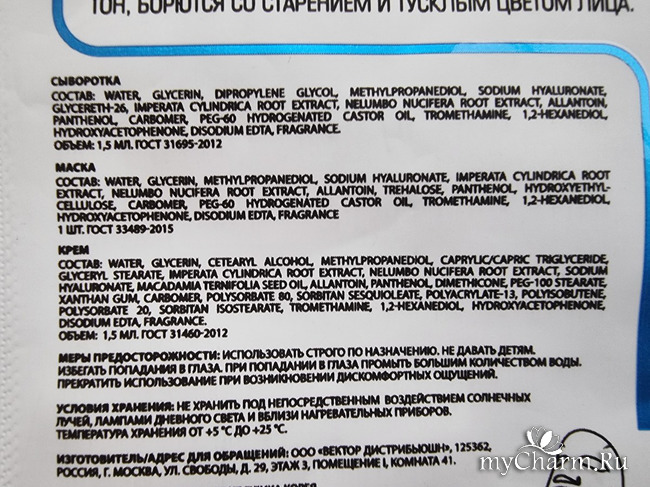 ТОН, БОРЮТСЯ СО СТАРЕНИЕМ И ТУСКЛЫМ ЦВЕТОМ ЛИЦА.
СЫВОРОТКА
СОСТАВ: WATER, GLYCERIN, DIPROPYLENE GLYCOL, METHYLPROPANEDIOL, SODIUM HYALURONATE,
GLYCERETH-26, IMPERATA CYLINDRICA ROOT EXTRACT, NELUMBO NUCIFERA ROOT EXTRACT, ALLANTOIN,
PANTHENOL, CARBOMER, PEG-60 HYDROGENATED CASTOR OIL, TROMETHAMINE, 1,2-HEXANEDIOL,
HYDROXYACETOPHENONE, DISODIUM EDTA, FRAGRANCE.
ОБЪЕМ: 1,5 МЛ. ГОСТ 31695-2012
МАСКА
СОСТАВ: WATER, GLYCERIN, METHYLPROPANEDIOL, SODIUM HYALURONATE, IMPERATA CYLINDRICA ROOT
EXTRACT, NELUMBO NUCIFERA ROOT EXTRACT, ALLANTOIN, TREHALOSE, PANTHENOL, HYDROXYETHYL-
CELLULOSE, CARBOMER, PEG-60 HYDROGENATED CASTOR OIL, TROMETHAMINE, 1,2-HEXANEDIOL,
HYDROXYACETOPHENONE, DISODIUM EDTA, FRAGRANCE
1 ШТ. ГОСТ 33489-2015
КРЕМ
СОСТАВ: WATER, GLYCERIN, CETEARYL ALCOHOL, METHYLPROPANEDIOL, CAPRYLIC/CAPRIC TRIGLYCERIDE,
GLYCERYL STEARATE, IMPERATA CYLINDRICA ROOT EXTRACT, NELUMBO NUCIFERA ROOT EXTRACT, SODIUM
HYALURONATE, MACADAMIA TERNIFOLIA SEED OIL, ALLANTOIN, PANTHENOL, DIMETHICONE, PEG-100 STEARATE,
XANTHAN GUM, CARBOMER, POLYSORBATE 80, SORBITAN SESQUIOLEATE, POLYACRYLATE-13, POLYISOBUTENE,
POLYSORBATE 20, SORBITAN ISOSTEARATE, TROMETHAMINE, 1,2-HEXANEDIOL, HYDROXYACETOPHENONE,
DISODIUM EDTA, FRAGRANCE.
ОБЪЕМ: 1,5 МЛ. ГОСТ 31460-2012
МЕРЫ ПРЕДОСТОРОЖНОСТИ: ИСПОЛЬЗОВАТЬ СТРОГО ПО НАЗНАЧЕНИЮ. НЕ ДАВАТЬ ДЕТЯМ.
ИЗБЕГАТЬ ПОПАДАНИЯ В ГЛАЗА. ПРИ ПОПАДАНИИ В ГЛАЗА ПРОМЫТЬ БОЛЬШИМ КОЛИЧЕСТВОМ ВОДЫ.
ПРЕКРАТИТЬ ИСПОЛЬЗОВАНИЕ ПРИ ВОЗНИКНОВЕНИИ ДИСКОМФОРТНЫХ ОЩУЩЕНИЙ.
УСЛОВИЯ ХРАНЕНИЯ: НЕ ХРАНИТЬ ПОД НЕПОСРЕДСТВЕННЫМ ВОЗДЕЙСТВИЕМ СОЛНЕЧНЫХ
ЛУЧЕЙ, ЛАМПАМИ ДНЕВНОГО СВЕТА И ВБЛИЗИ НАГРЕВАТЕЛЬНЫХ ПРИБОРОВ.
ТЕМПЕРАТУРА ХРАНЕНИЯ ОТ +5 °С ДО +25 °С.
ИЗГОТОВИТЕЛЬ/АДРЕС ДЛЯ ОБРАЩЕНИЙ: ООО «ВЕКТОР ДИСТРИБЬЮШН», 125362,
РОССИЯ, Г. МОСКВА, УЛ. СВОБОДЫ, Д. 29, ЭТАЖ 3, ПОМЕЩЕНИЕ I, КОМНАТА 41.
myCharm.Ru